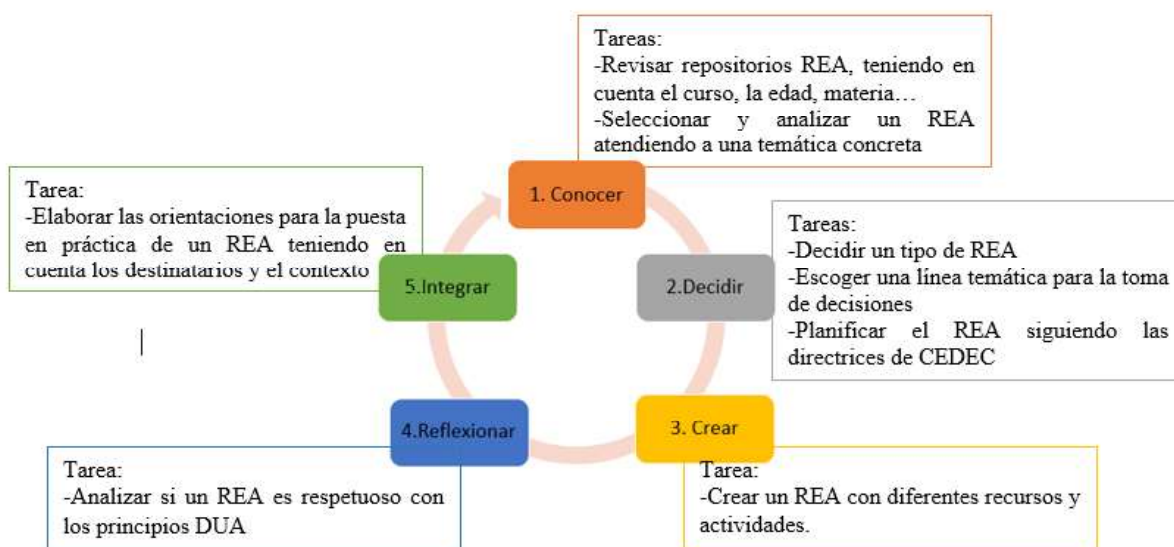 Tareas:
-Revisar repositorios REA, teniendo en
cuenta el curso, la edad, materia…
-Seleccionar y analizar un REA
atendiendo a una temática concreta
1. Conocer
Tareas:
-Decidir un tipo de REA
-Escoger una línea temática para la toma
de decisiones
-Planificar el REA siguiendo las
directrices de CEDEC
2.Decidir
Tarea:
-Crear un REA con diferentes recursos y
actividades.
3. Crear
Tarea:
-Analizar si un REA es respetuoso con
los principios DUA
4.Reflexionar
Tarea:
-Elaborar las orientaciones para la puesta
en práctica de un REA teniendo en
cuenta los destinatarios y el contexto
5.Integrar